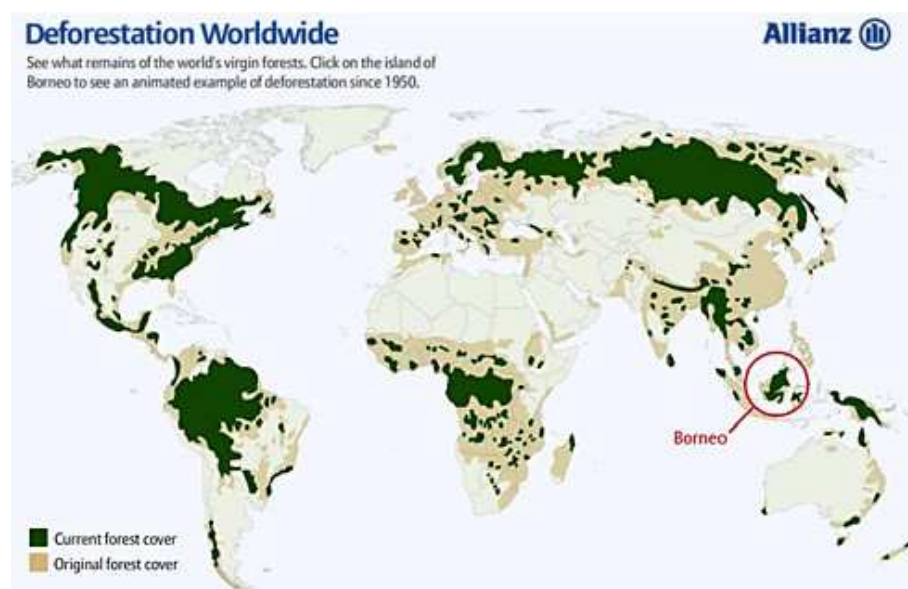 Deforestation Worldwide
Allianz
See what remains of the world's virgin forests. Click on the island of
Borneo to see an animated example of deforestation since 1950.
Borneo
Current forest cover
Original forest cover